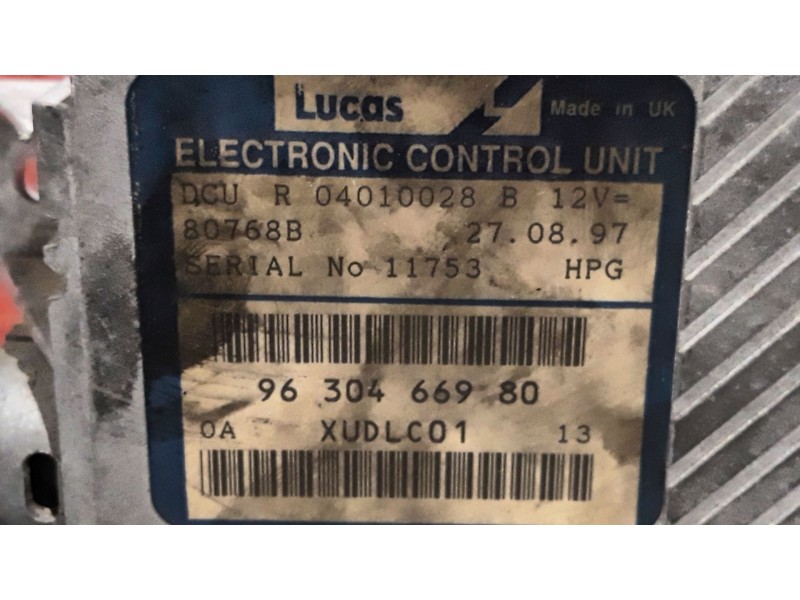 Lucas Made in UK
ELECTRONIC CONTROL UNIT
DCU R 04010028 B 12V=
80768B 27.08.97
SERIAL No 11753 HPG
96 304 669 80
0A XUDLC01 13